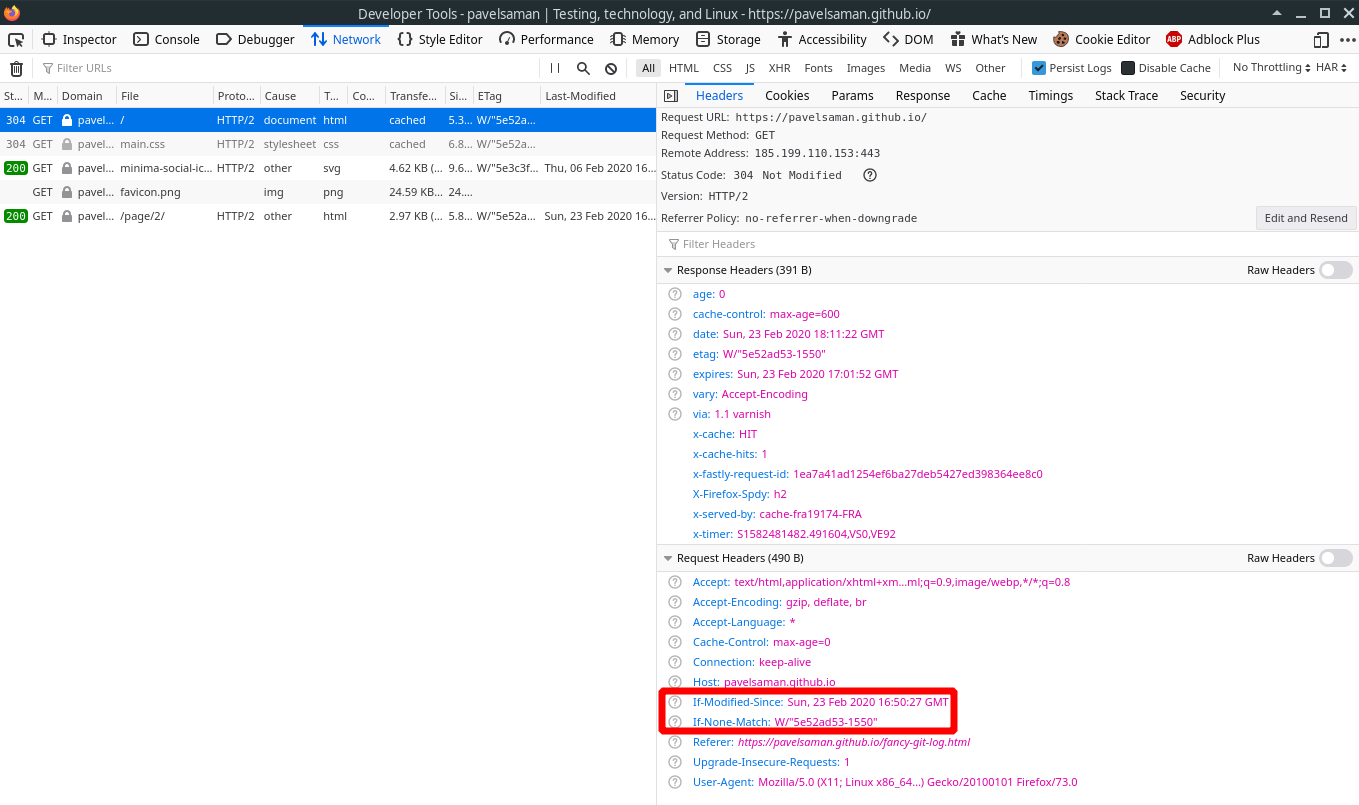 Developer Tools - pavelsaman | Testing, technology, and Linux - https://pavelsaman.github.io/
Inspector Console Debugger Network Style Editor Performance Memory Storage Accessibility DOM What's New Cookie Editor ABP Adblock Plus
Filter URLs All HTML CSS JS XHR Fonts Images Media WS Other Persist Logs Disable Cache No Throttling HAR
St... M... Domain File Proto... Cause T... Co... Transfe... Si... ETag Last-Modified
304 GET pavel... / HTTP/2 document html cached 5.3... W/"5e52a...
304 GET pavel... main.css HTTP/2 stylesheet css cached 6.8... W/"5e52a...
200 GET pavel... minima-social-ic... HTTP/2 other svg 4.62 KB (... 9.6... W/"5e3c3f... Thu, 06 Feb 2020 16...
GET pavel... favicon.png img png 24.59 KB... 24....
200 GET pavel... /page/2/ HTTP/2 other html 2.97 KB (... 5.8... W/"5e52a... Sun, 23 Feb 2020 16...
Headers Cookies Params Response Cache Timings Stack Trace Security
Request URL: https://pavelsaman.github.io/
Request Method: GET
Remote Address: 185.199.110.153:443
Status Code: 304 Not Modified ?
Version: HTTP/2
Referrer Policy: no-referrer-when-downgrade Edit and Resend
Filter Headers
Response Headers (391 B) Raw Headers
? age: 0
? cache-control: max-age=600
? date: Sun, 23 Feb 2020 18:11:22 GMT
? etag: W/"5e52ad53-1550"
? expires: Sun, 23 Feb 2020 17:01:52 GMT
? vary: Accept-Encoding
? via: 1.1 varnish
x-cache: HIT
x-cache-hits: 1
x-fastly-request-id: 1ea7a41ad1254ef6ba27deb5427ed398364ee8c0
X-Firefox-Spdy: h2
x-served-by: cache-fra19174-FRA
x-timer: S1582481482.491604,VS0,VE92
Request Headers (490 B) Raw Headers
? Accept: text/html,application/xhtml+xm...ml;q=0.9,image/webp,*/*;q=0.8
? Accept-Encoding: gzip, deflate, br
? Accept-Language: *
? Cache-Control: max-age=0
? Connection: keep-alive
? Host: pavelsaman.github.io
? If-Modified-Since: Sun, 23 Feb 2020 16:50:27 GMT
? If-None-Match: W/"5e52ad53-1550"
? Referer: https://pavelsaman.github.io/fancy-git-log.html
? Upgrade-Insecure-Requests: 1
? User-Agent: Mozilla/5.0 (X11; Linux x86_64...) Gecko/20100101 Firefox/73.0